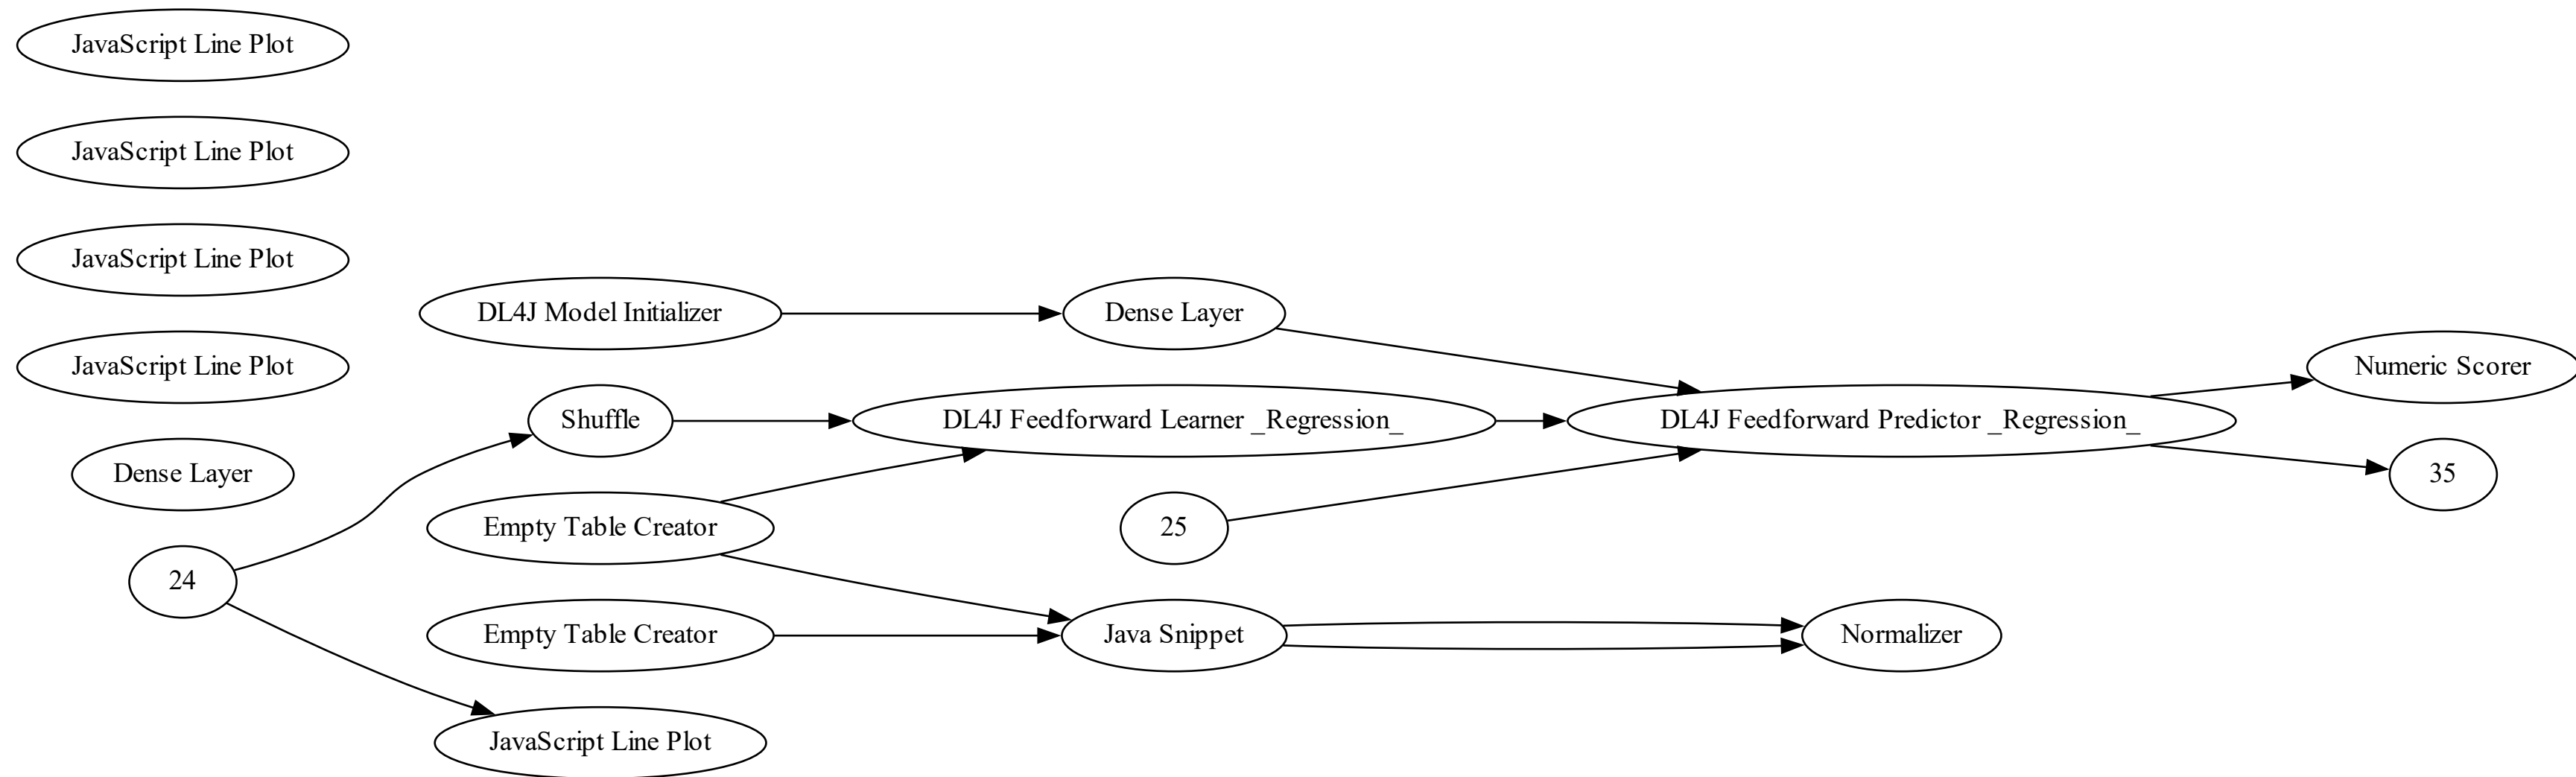 JavaScript Line Plot
JavaScript Line Plot
JavaScript Line Plot
JavaScript Line Plot
Dense Layer
24
DL4J Model Initializer
Shuffle
Empty Table Creator
Empty Table Creator
JavaScript Line Plot
Dense Layer
DL4J Feedforward Learner _Regression_
25
Java Snippet
DL4J Feedforward Predictor _Regression_
Normalizer
Numeric Scorer
35